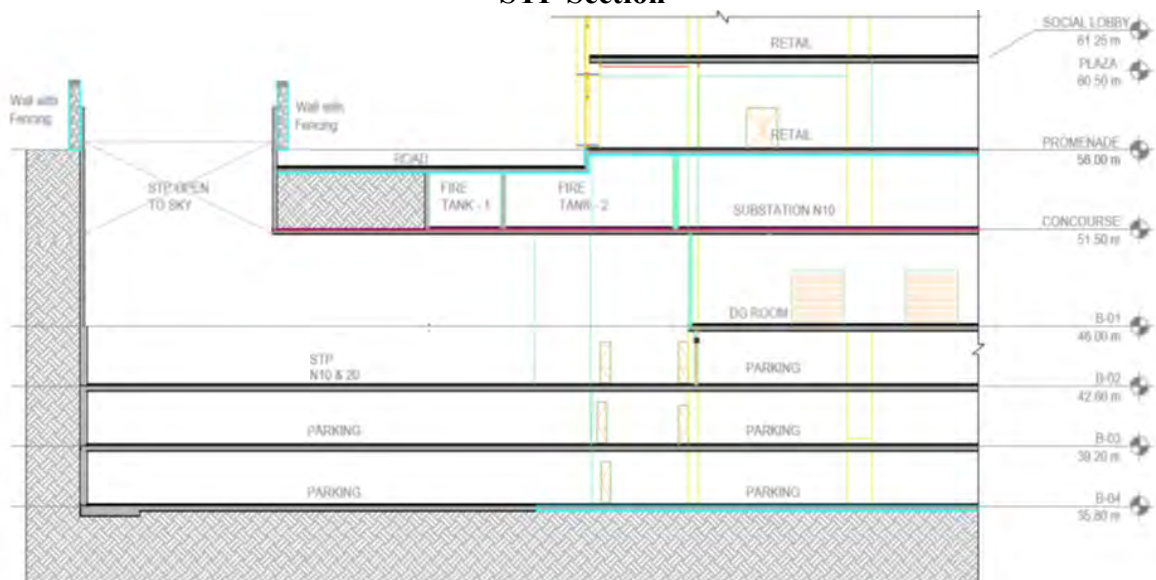 STP Section
SOCIAL LOBBY
61.25 m
RETAIL
PLAZA
60.50 m
Wall with
Fencing
Wall with
Fencing
RETAIL
PROMENADE
56.00 m
ROAD
STP OPEN
TO SKY
FIRE
TANK - 1
FIRE
TANK - 2
SUBSTATION N10
CONCOURSE
51.50 m
DG ROOM
B-01
46.00 m
STP
N10 & 20
PARKING
B-02
42.60 m
PARKING
PARKING
B-03
39.20 m
PARKING
PARKING
B-04
35.80 m